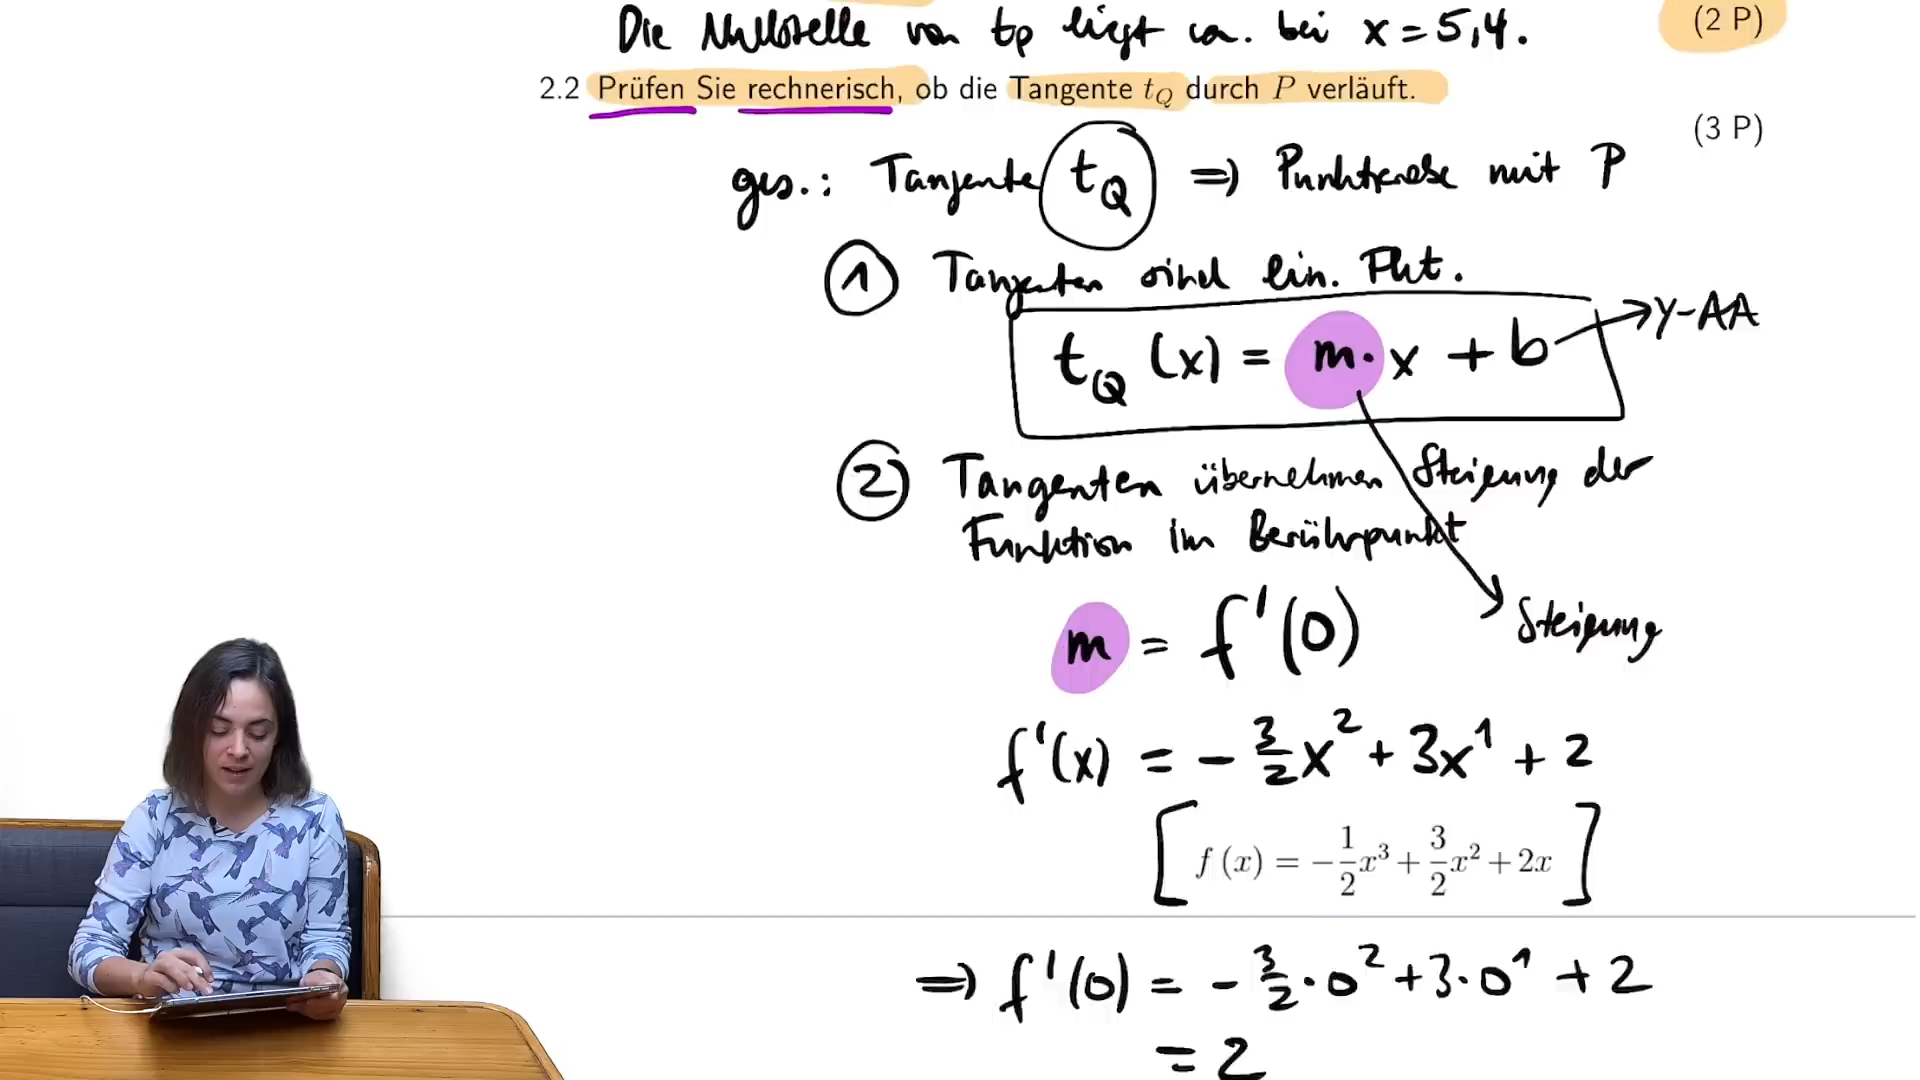 Die Nullstelle von tp liegt ca. bei x = 5,4.
(2 P)
2.2 Prüfen Sie rechnerisch, ob die Tangente t_Q durch P verläuft.
(3 P)
ges.: Tangente t_Q => Punktprobe mit P
① Tangenten sind lin. Fkt.
t_Q (x) = m · x + b → y-AA
② Tangenten übernehmen Steigung der
Funktion im Berührpunkt
m = f'(0)
Steigung
f'(x) = - 3/2 x² + 3x¹ + 2
[ f (x) = −1/2 x³ + 3/2 x² + 2x ]
=> f'(0) = - 3/2 · 0² + 3 · 0¹ + 2
= 2